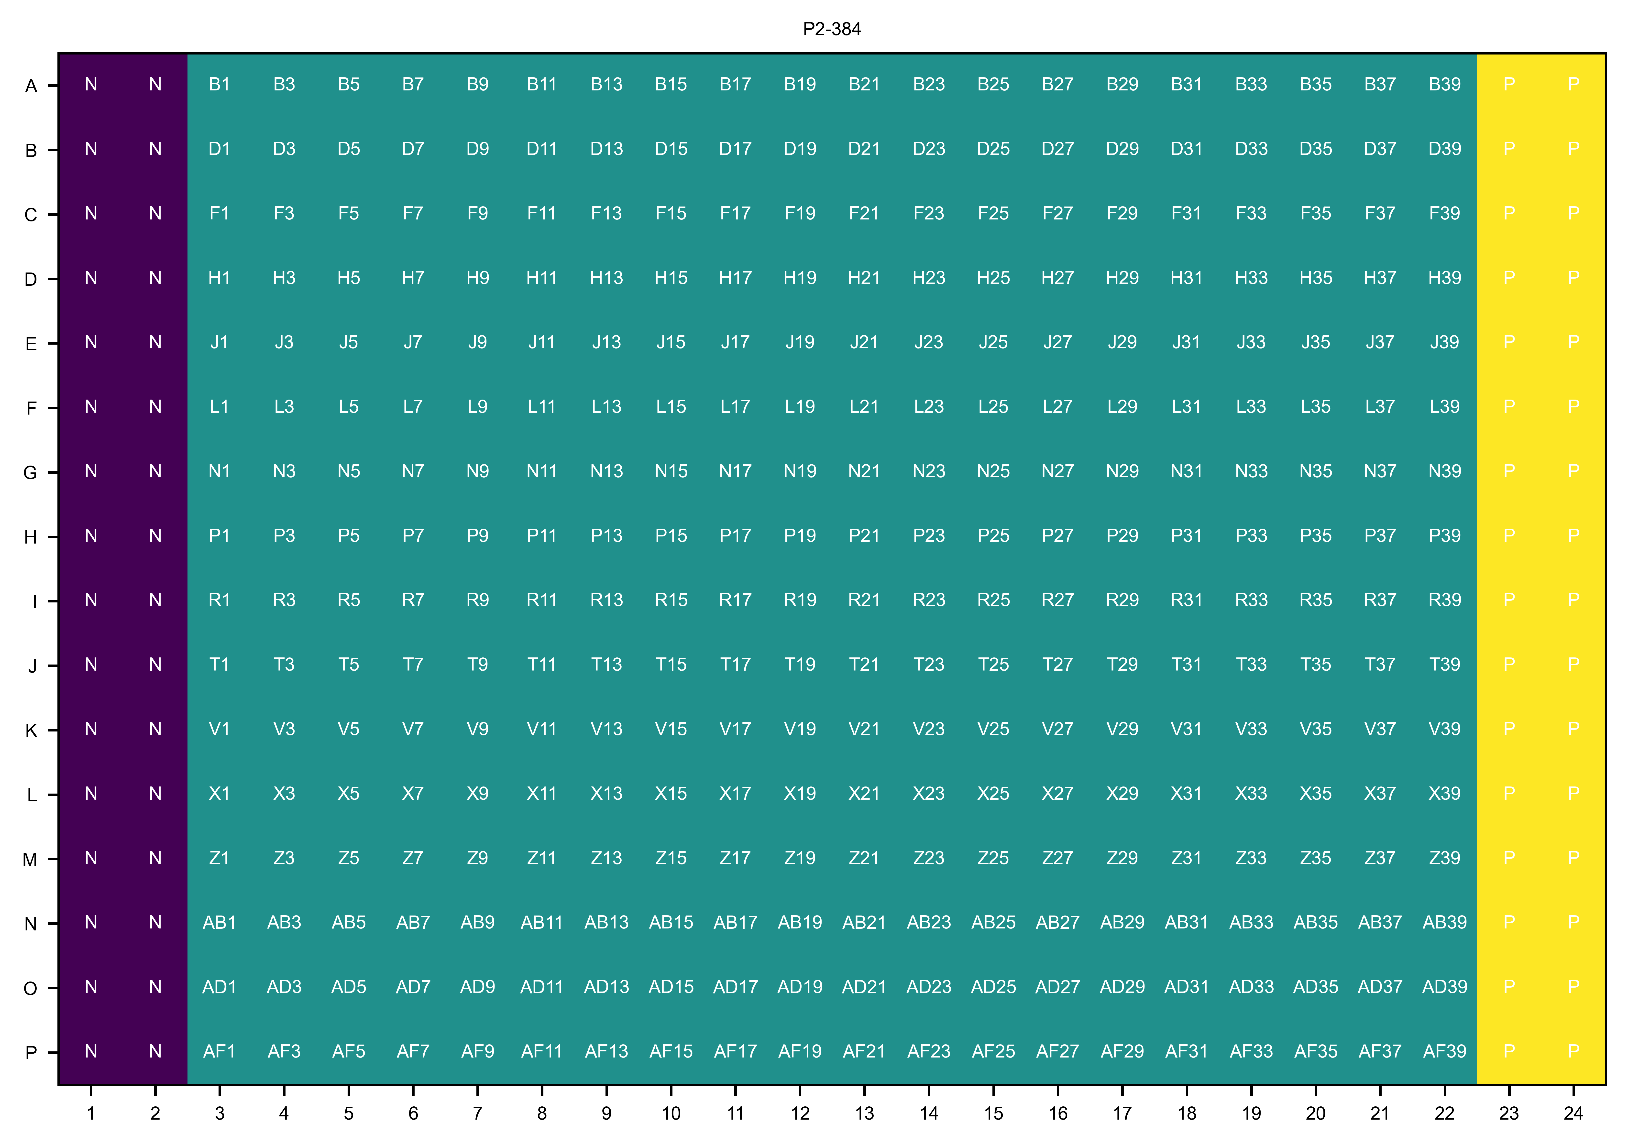 P2-384
A N N B1 B3 B5 B7 B9 B11 B13 B15 B17 B19 B21 B23 B25 B27 B29 B31 B33 B35 B37 B39 P P
B N N D1 D3 D5 D7 D9 D11 D13 D15 D17 D19 D21 D23 D25 D27 D29 D31 D33 D35 D37 D39 P P
C N N F1 F3 F5 F7 F9 F11 F13 F15 F17 F19 F21 F23 F25 F27 F29 F31 F33 F35 F37 F39 P P
D N N H1 H3 H5 H7 H9 H11 H13 H15 H17 H19 H21 H23 H25 H27 H29 H31 H33 H35 H37 H39 P P
E N N J1 J3 J5 J7 J9 J11 J13 J15 J17 J19 J21 J23 J25 J27 J29 J31 J33 J35 J37 J39 P P
F N N L1 L3 L5 L7 L9 L11 L13 L15 L17 L19 L21 L23 L25 L27 L29 L31 L33 L35 L37 L39 P P
G N N N1 N3 N5 N7 N9 N11 N13 N15 N17 N19 N21 N23 N25 N27 N29 N31 N33 N35 N37 N39 P P
H N N P1 P3 P5 P7 P9 P11 P13 P15 P17 P19 P21 P23 P25 P27 P29 P31 P33 P35 P37 P39 P P
I N N R1 R3 R5 R7 R9 R11 R13 R15 R17 R19 R21 R23 R25 R27 R29 R31 R33 R35 R37 R39 P P
J N N T1 T3 T5 T7 T9 T11 T13 T15 T17 T19 T21 T23 T25 T27 T29 T31 T33 T35 T37 T39 P P
K N N V1 V3 V5 V7 V9 V11 V13 V15 V17 V19 V21 V23 V25 V27 V29 V31 V33 V35 V37 V39 P P
L N N X1 X3 X5 X7 X9 X11 X13 X15 X17 X19 X21 X23 X25 X27 X29 X31 X33 X35 X37 X39 P P
M N N Z1 Z3 Z5 Z7 Z9 Z11 Z13 Z15 Z17 Z19 Z21 Z23 Z25 Z27 Z29 Z31 Z33 Z35 Z37 Z39 P P
N N N AB1 AB3 AB5 AB7 AB9 AB11 AB13 AB15 AB17 AB19 AB21 AB23 AB25 AB27 AB29 AB31 AB33 AB35 AB37 AB39 P P
O N N AD1 AD3 AD5 AD7 AD9 AD11 AD13 AD15 AD17 AD19 AD21 AD23 AD25 AD27 AD29 AD31 AD33 AD35 AD37 AD39 P P
P N N AF1 AF3 AF5 AF7 AF9 AF11 AF13 AF15 AF17 AF19 AF21 AF23 AF25 AF27 AF29 AF31 AF33 AF35 AF37 AF39 P P
1 2 3 4 5 6 7 8 9 10 11 12 13 14 15 16 17 18 19 20 21 22 23 24